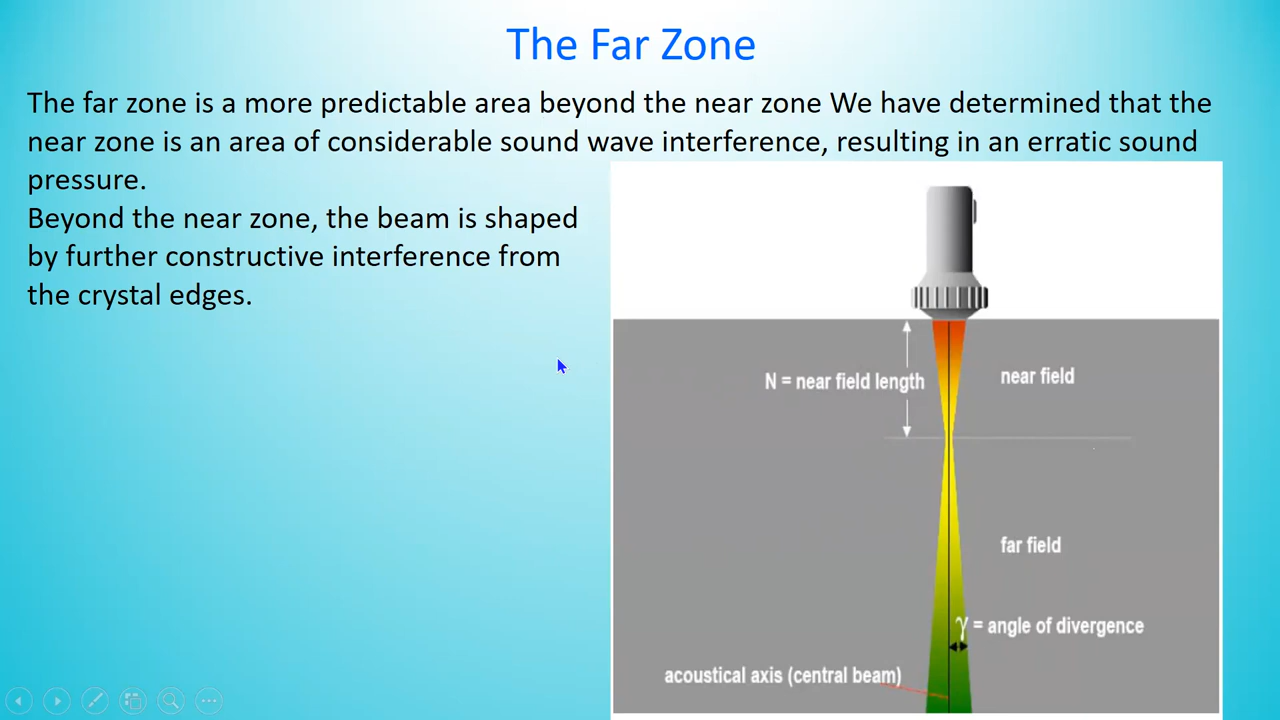 The Far Zone
The far zone is a more predictable area beyond the near zone We have determined that the
near zone is an area of considerable sound wave interference, resulting in an erratic sound
pressure.
Beyond the near zone, the beam is shaped
by further constructive interference from
the crystal edges.
N = near field length
near field
far field
γ = angle of divergence
acoustical axis (central beam)